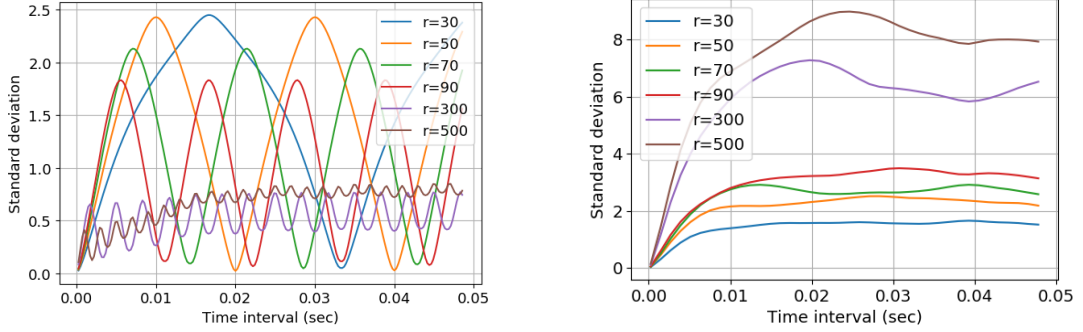 Standard deviation
2.5
2.0
1.5
1.0
0.5
0.0
r=30
r=50
r=70
r=90
r=300
r=500
0.00 0.01 0.02 0.03 0.04 0.05
Time interval (sec)
Standard deviation
8
6
4
2
0
r=30
r=50
r=70
r=90
r=300
r=500
0.00 0.01 0.02 0.03 0.04 0.05
Time interval (sec)